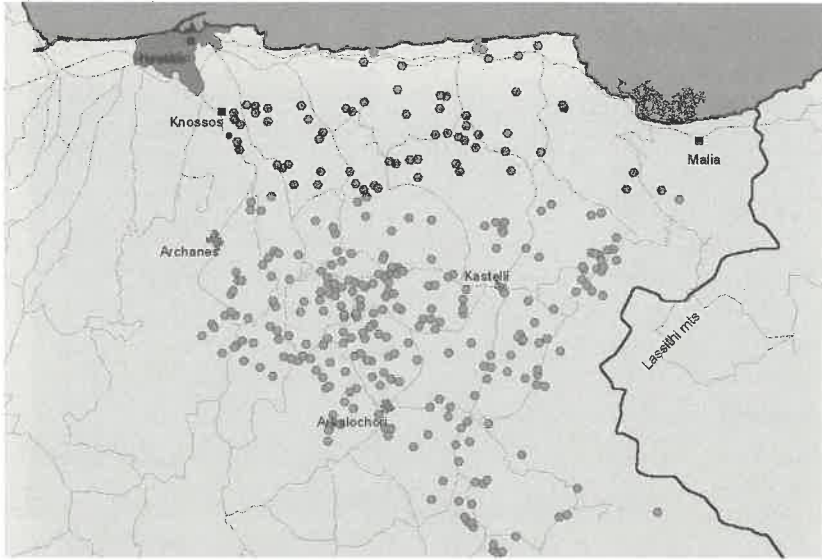 Knossos
Malia
Archanes
Kastelli
Lassithi mts
Arkalochori